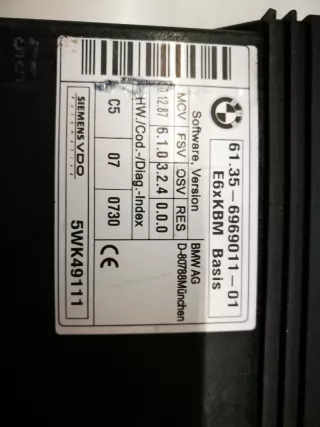 61.35-6969011-01
E6xKBM Basis
Software, Version
BMW AG
D-80788München
MCV FSV OSV RES
12.87 6.1.0 3.2.4 0.0.0
HW./Cod.-/Diag.-Index
C5 07 0730
CE
SIEMENS VDO
Automotive
5WK49111